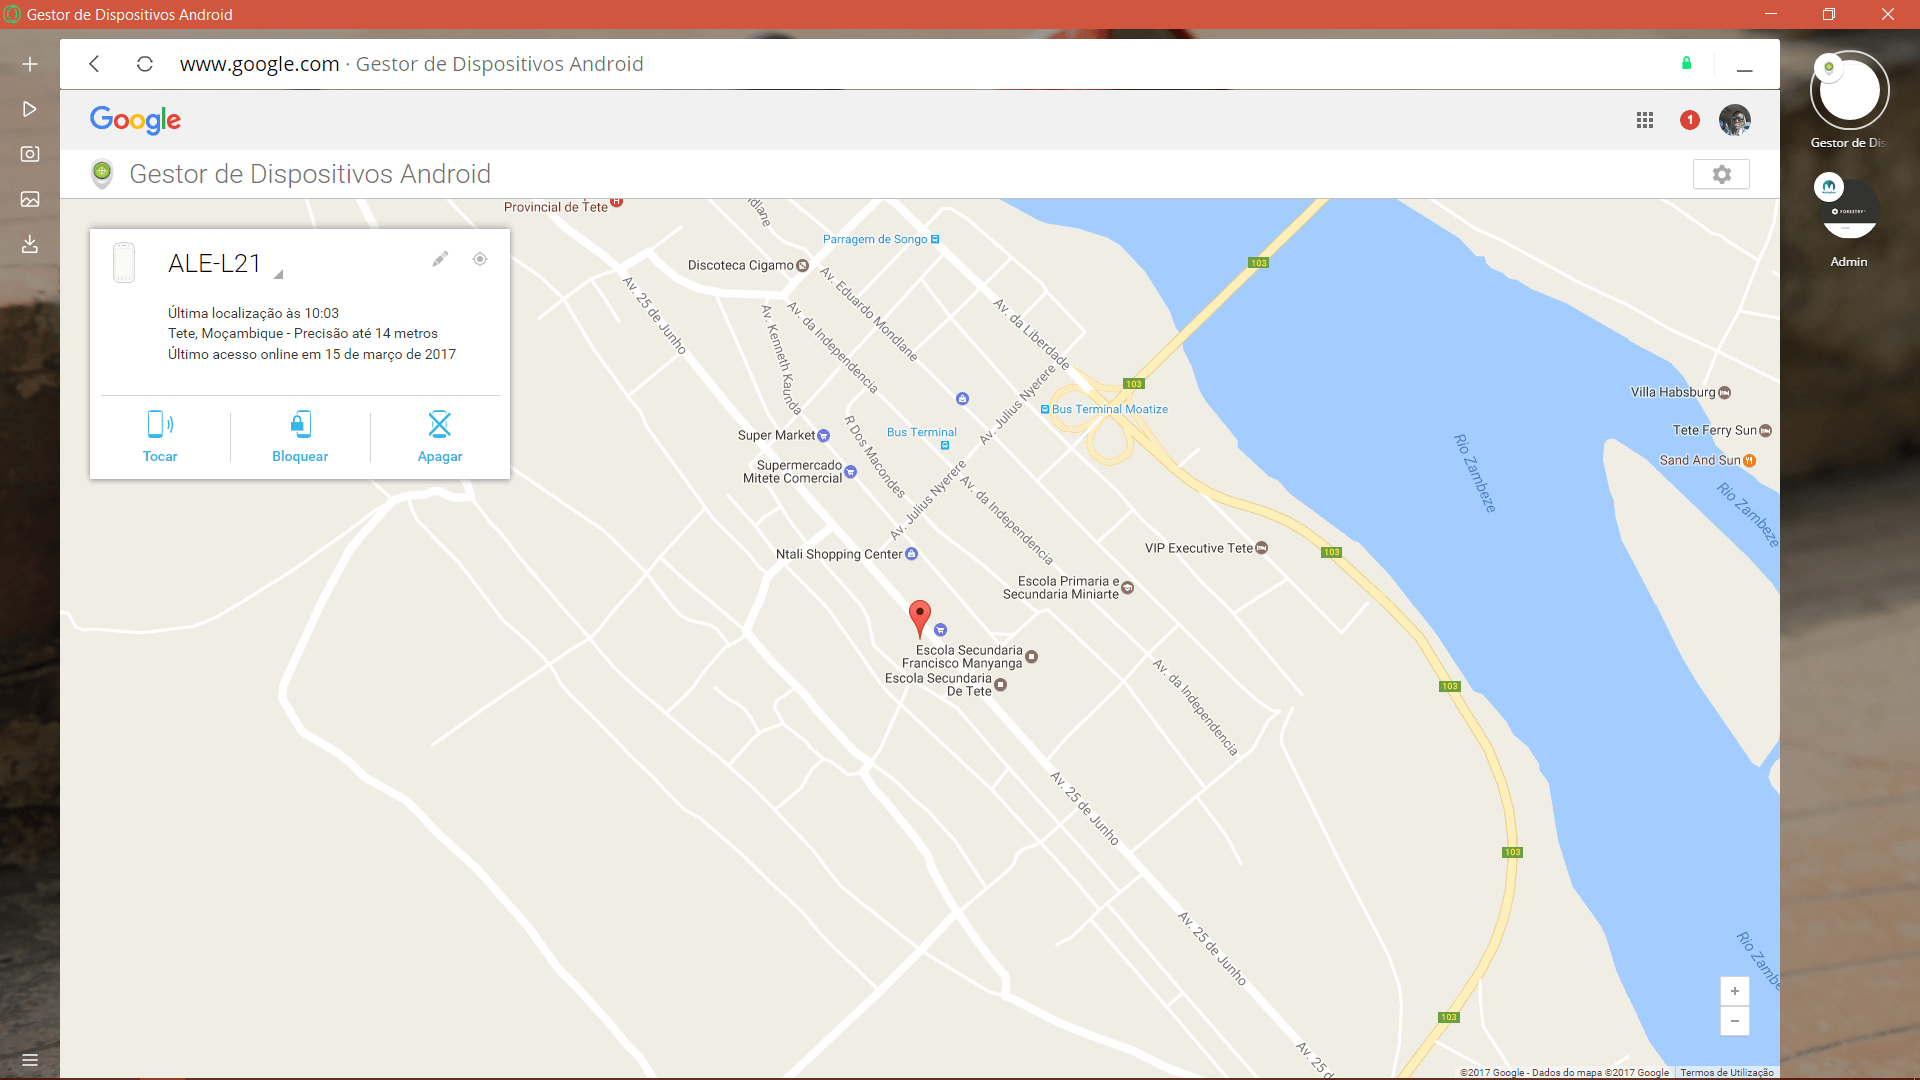 Gestor de Dispositivos Android
www.google.com · Gestor de Dispositivos Android
Google
1
Gestor de Dis
Gestor de Dispositivos Android
FORESTRY
Admin
ALE-L21
Última localização às 10:03
Tete, Moçambique - Precisão até 14 metros
Último acesso online em 15 de março de 2017
Tocar
Bloquear
Apagar
Provincial de Tete
dlane
Parragem de Songo
Discoteca Cigamo
103
Av. 25 de Junho
Av. Eduardo Mondlane
Av. da Liberdade
Av. Kenneth Kaunda
Av. da Independencia
103
Villa Habsburg
Bus Terminal Moatize
Av. Julius Nyerere
Tete Ferry Sun
Super Market
R Dos Macondes
Bus Terminal
Sand And Sun
Rio Zambeze
Supermercado
Mitete Comercial
Av. Julius Nyerere
Av. da Independencia
Rio Zambeze
Ntali Shopping Center
VIP Executive Tete
103
Escola Primaria e
Secundaria Miniarte
Escola Secundaria
Francisco Manyanga
Escola Secundaria
De Tete
Av. da Independencia
103
Av. 25 de Junho
103
Av. 25 de Junho
Rio Zambe
103
Av. 25 d
+
−
©2017 Google - Dados do mapa ©2017 Google
Termos de Utilização